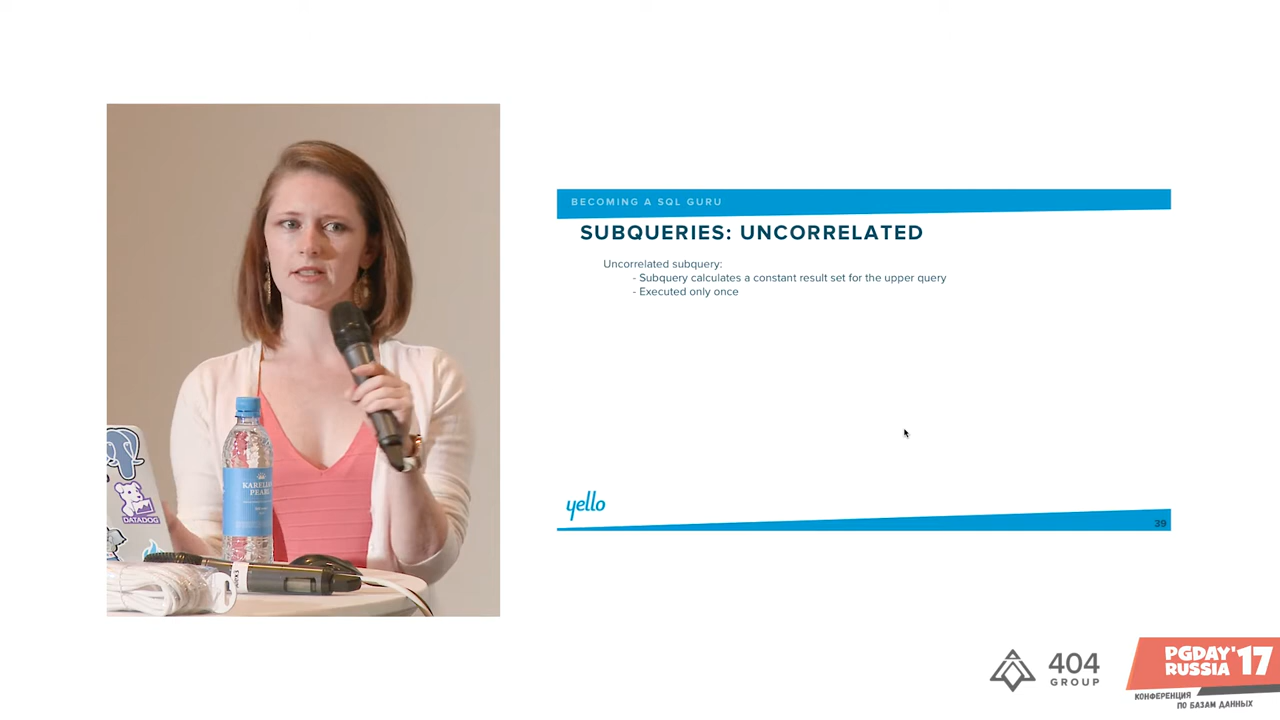 BECOMING A SQL GURU
SUBQUERIES: UNCORRELATED
Uncorrelated subquery:
- Subquery calculates a constant result set for the upper query
- Executed only once
yello
39
DATADOG
PEARL
404
GROUP
PGDAY'17
RUSSIA
КОНФЕРЕНЦИЯ
ПО БАЗАМ ДАННЫХ